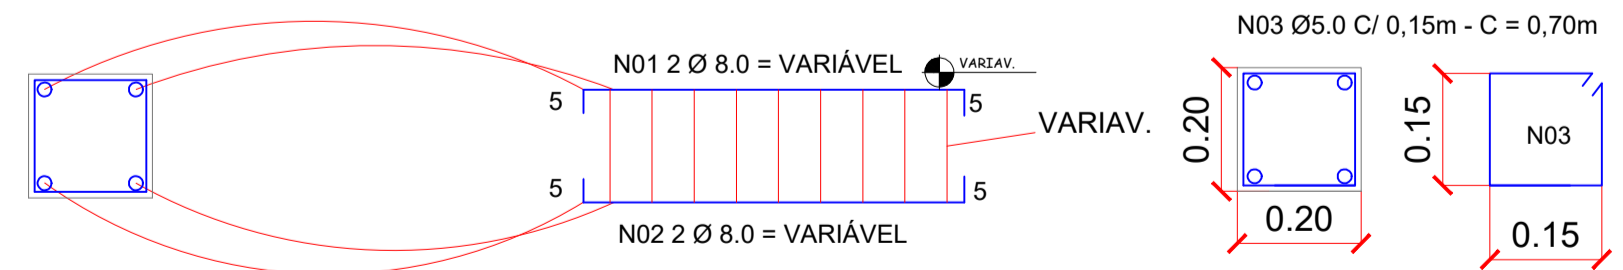 N03 Ø5.0 C/ 0,15m - C = 0,70m
N01 2 Ø 8.0 = VARIÁVEL
VARIAV.
5
5
VARIAV.
5
5
N02 2 Ø 8.0 = VARIÁVEL
0.20
0.20
0.15
N03
0.15